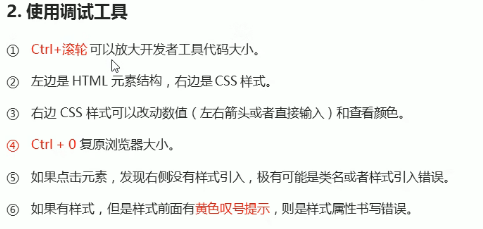 2. 使用调试工具
① Ctrl+滚轮 可以放大开发者工具代码大小。
② 左边是 HTML 元素结构，右边是 CSS 样式。
③ 右边 CSS 样式可以改动数值（左右箭头或者直接输入）和查看颜色。
④ Ctrl + 0 复原浏览器大小。
⑤ 如果点击元素，发现右侧没有样式引入，极有可能是类名或者样式引入错误。
⑥ 如果有样式，但是样式前面有黄色叹号提示，则是样式属性书写错误。